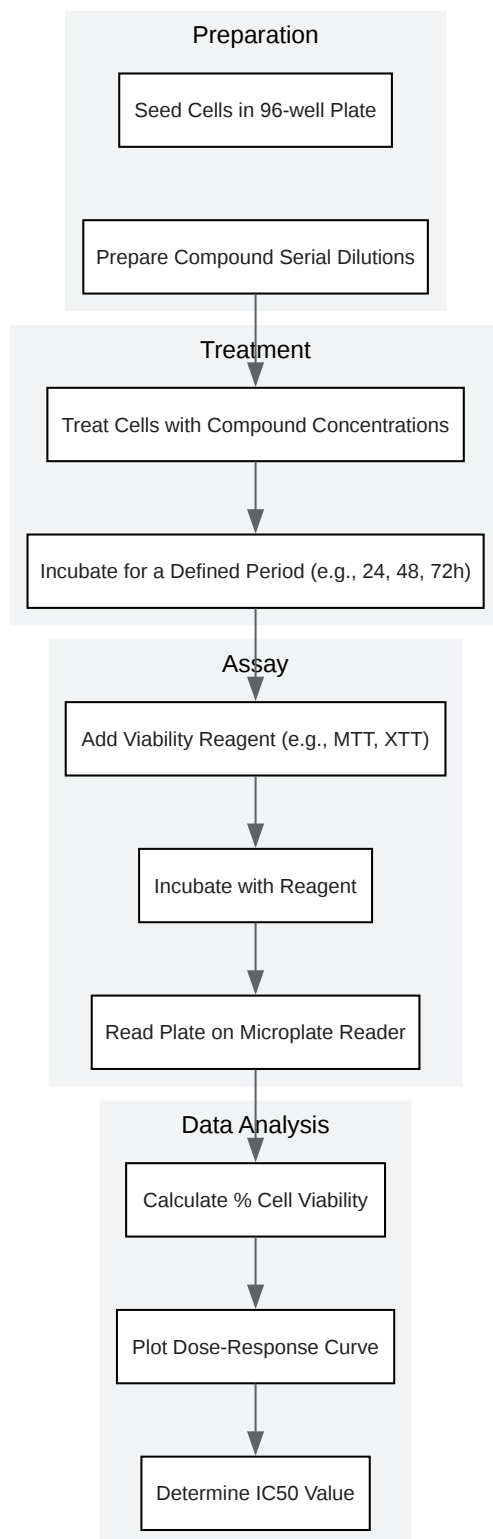 Preparation
Seed Cells in 96-well Plate
Prepare Compound Serial Dilutions
Treatment
Treat Cells with Compound Concentrations
Incubate for a Defined Period (e.g., 24, 48, 72h)
Assay
Add Viability Reagent (e.g., MTT, XTT)
Incubate with Reagent
Read Plate on Microplate Reader
Data Analysis
Calculate % Cell Viability
Plot Dose-Response Curve
Determine IC50 Value